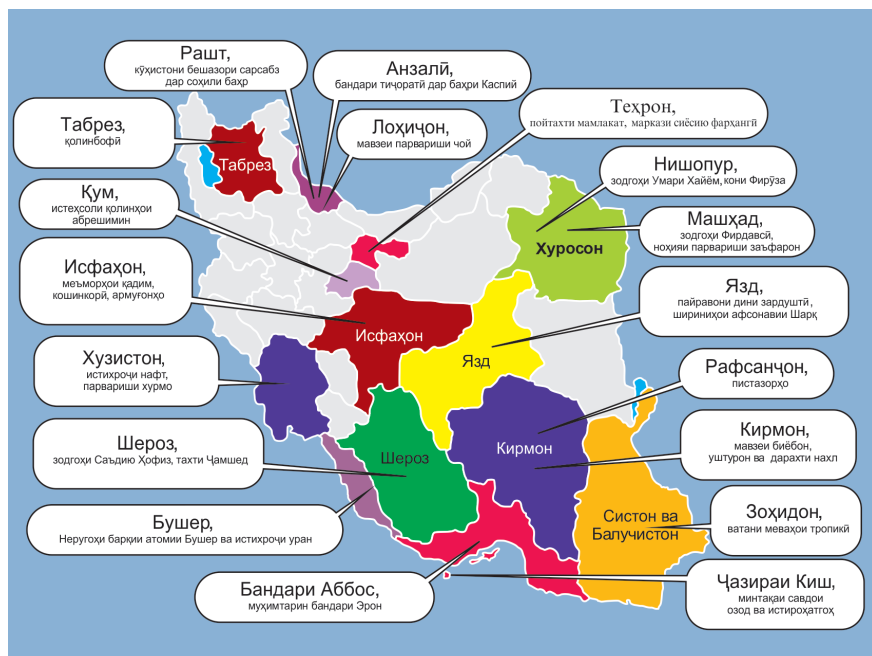 Рашт,
кӯҳистони бешазори сарсабз
дар соҳили баҳр
Анзалӣ,
бандари тиҷоратӣ дар баҳри Каспий
Теҳрон,
пойтахти мамлакат, маркази сиёсию фарҳангӣ
Табрез,
қолинбофӣ
Лоҳиҷон,
мавзеи парвариши чой
Табрез
Нишопур,
зодгоҳи Умари Хайём, кони Фирӯза
Қум,
истеҳсоли қолинҳои
абрешимин
Машҳад,
зодгоҳи Фирдавсӣ,
ноҳияи парвариши заъфарон
Хуросон
Исфаҳон,
меъморҳои қадим,
кошинкорӣ, армуғонҳо
Язд,
пайравони дини зардуштӣ,
шириниҳои афсонавии Шарқ
Исфаҳон
Язд
Хузистон,
истихроҷи нафт,
парвариши хурмо
Рафсанҷон,
пистазорҳо
Шероз,
зодгоҳи Саъдию Ҳофиз, тахти Ҷамшед
Шероз
Кирмон
Кирмон,
мавзеи биёбон,
уштурон ва дарахти нахл
Бушер,
Неругоҳи барқии атомии Бушер ва истихроҷи уран
Систон ва
Балучистон
Зоҳидон,
ватани меваҳои тропикӣ
Бандари Аббос,
муҳимтарин бандари Эрон
Ҷазираи Киш,
минтақаи савдои
озод ва истироҳатгоҳ